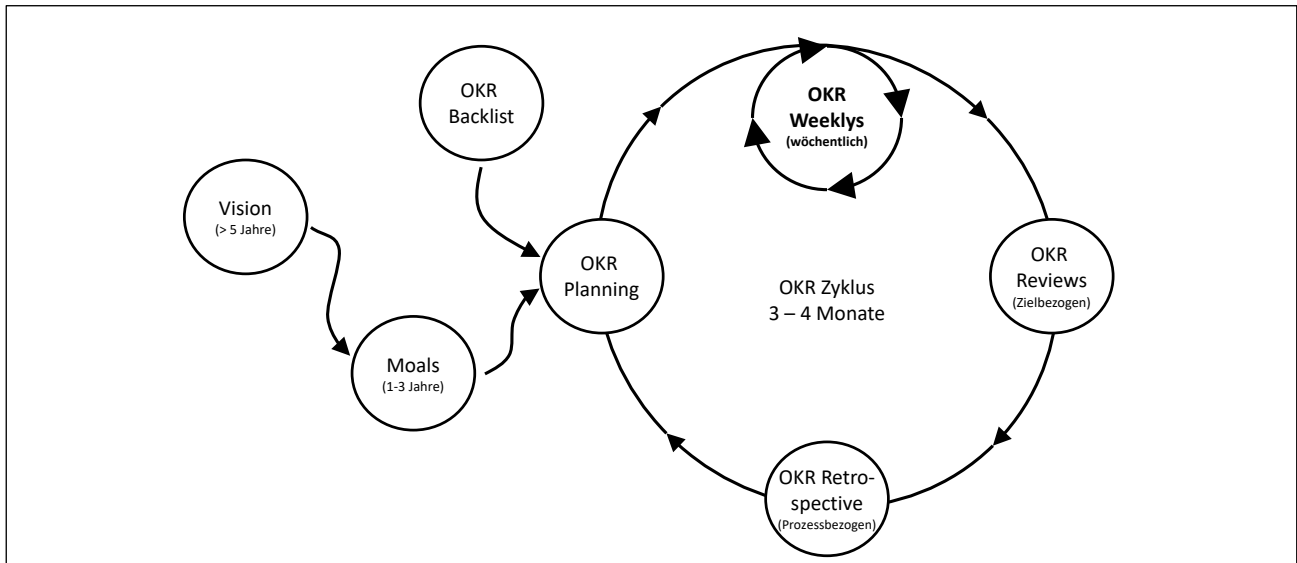 OKR
Backlist
Vision
(> 5 Jahre)
Moals
(1-3 Jahre)
OKR
Planning
OKR
Weeklys
(wöchentlich)
OKR Zyklus
3 – 4 Monate
OKR
Reviews
(Zielbezogen)
OKR Retro-
spective
(Prozessbezogen)